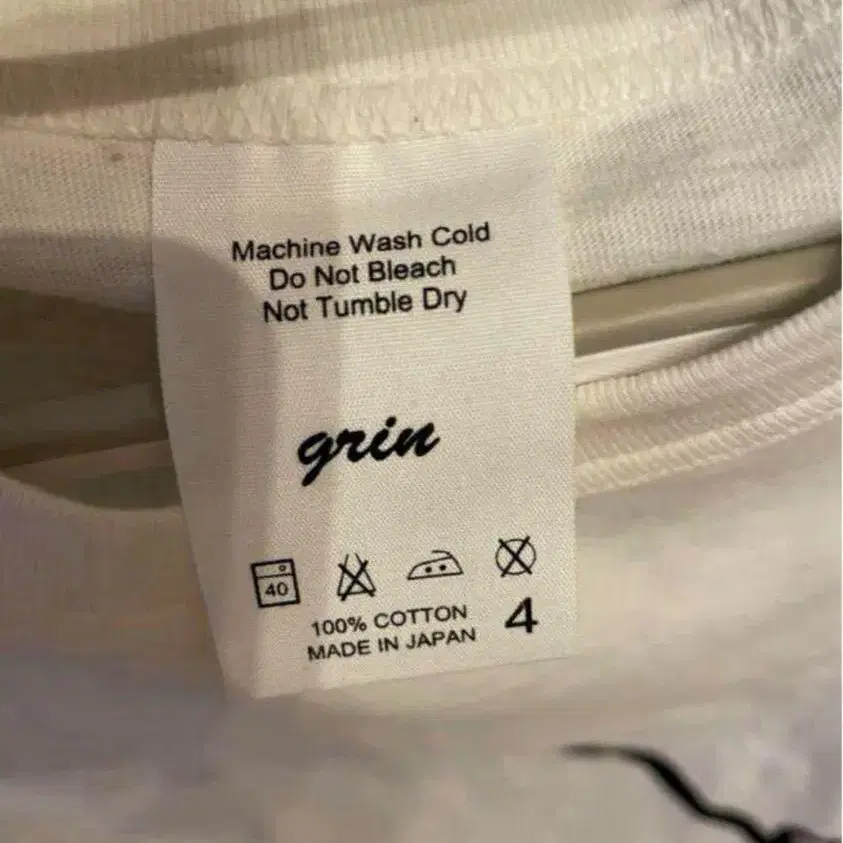 Machine Wash Cold
Do Not Bleach
Not Tumble Dry
grin
40
100% COTTON
MADE IN JAPAN
4